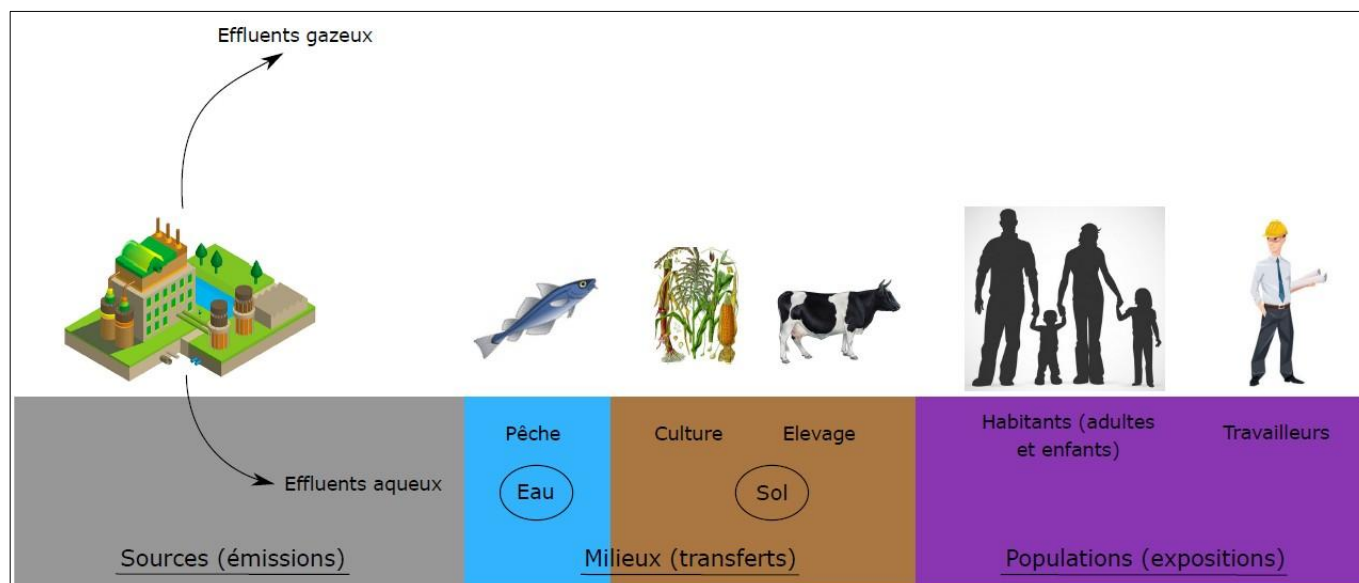 Effluents gazeux
Pêche
Culture
Elevage
Habitants (adultes
et enfants)
Travailleurs
Effluents aqueux
Eau
Sol
Sources (émissions)
Milieux (transferts)
Populations (expositions)